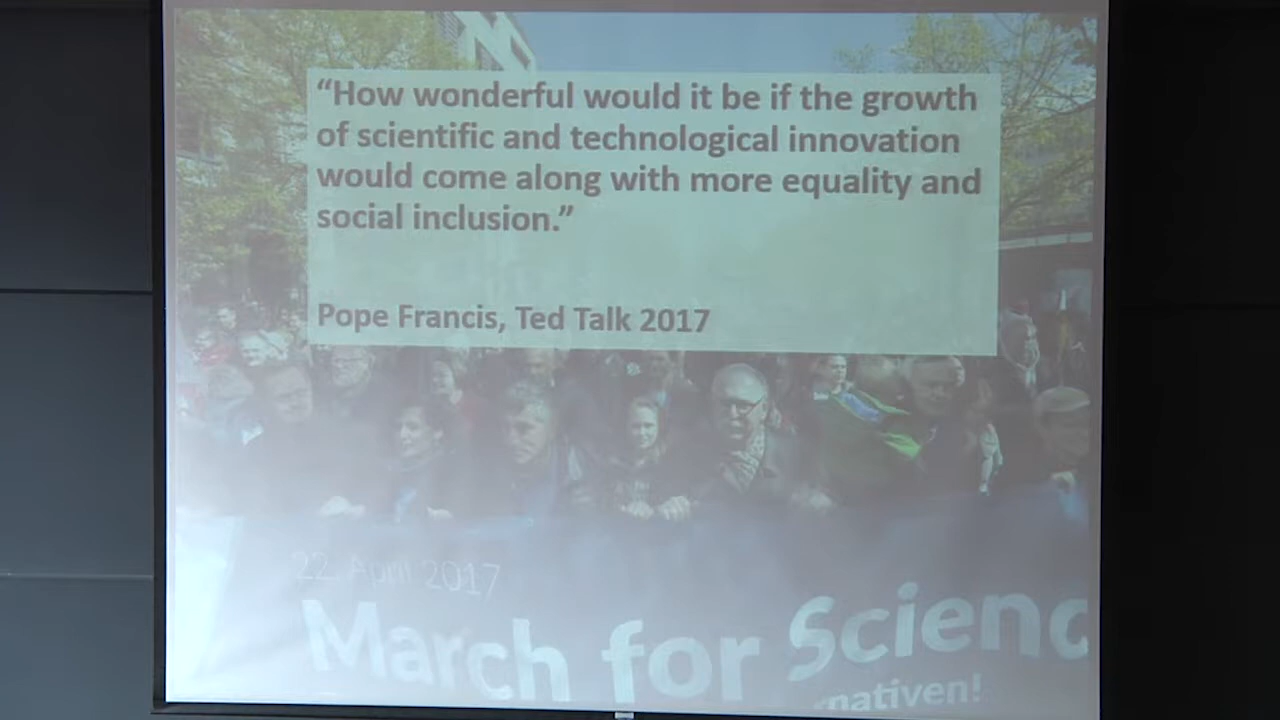 “How wonderful would it be if the growth
of scientific and technological innovation
would come along with more equality and
social inclusion.”
Pope Francis, Ted Talk 2017
22. April 2017
March for Scienc
nativen!